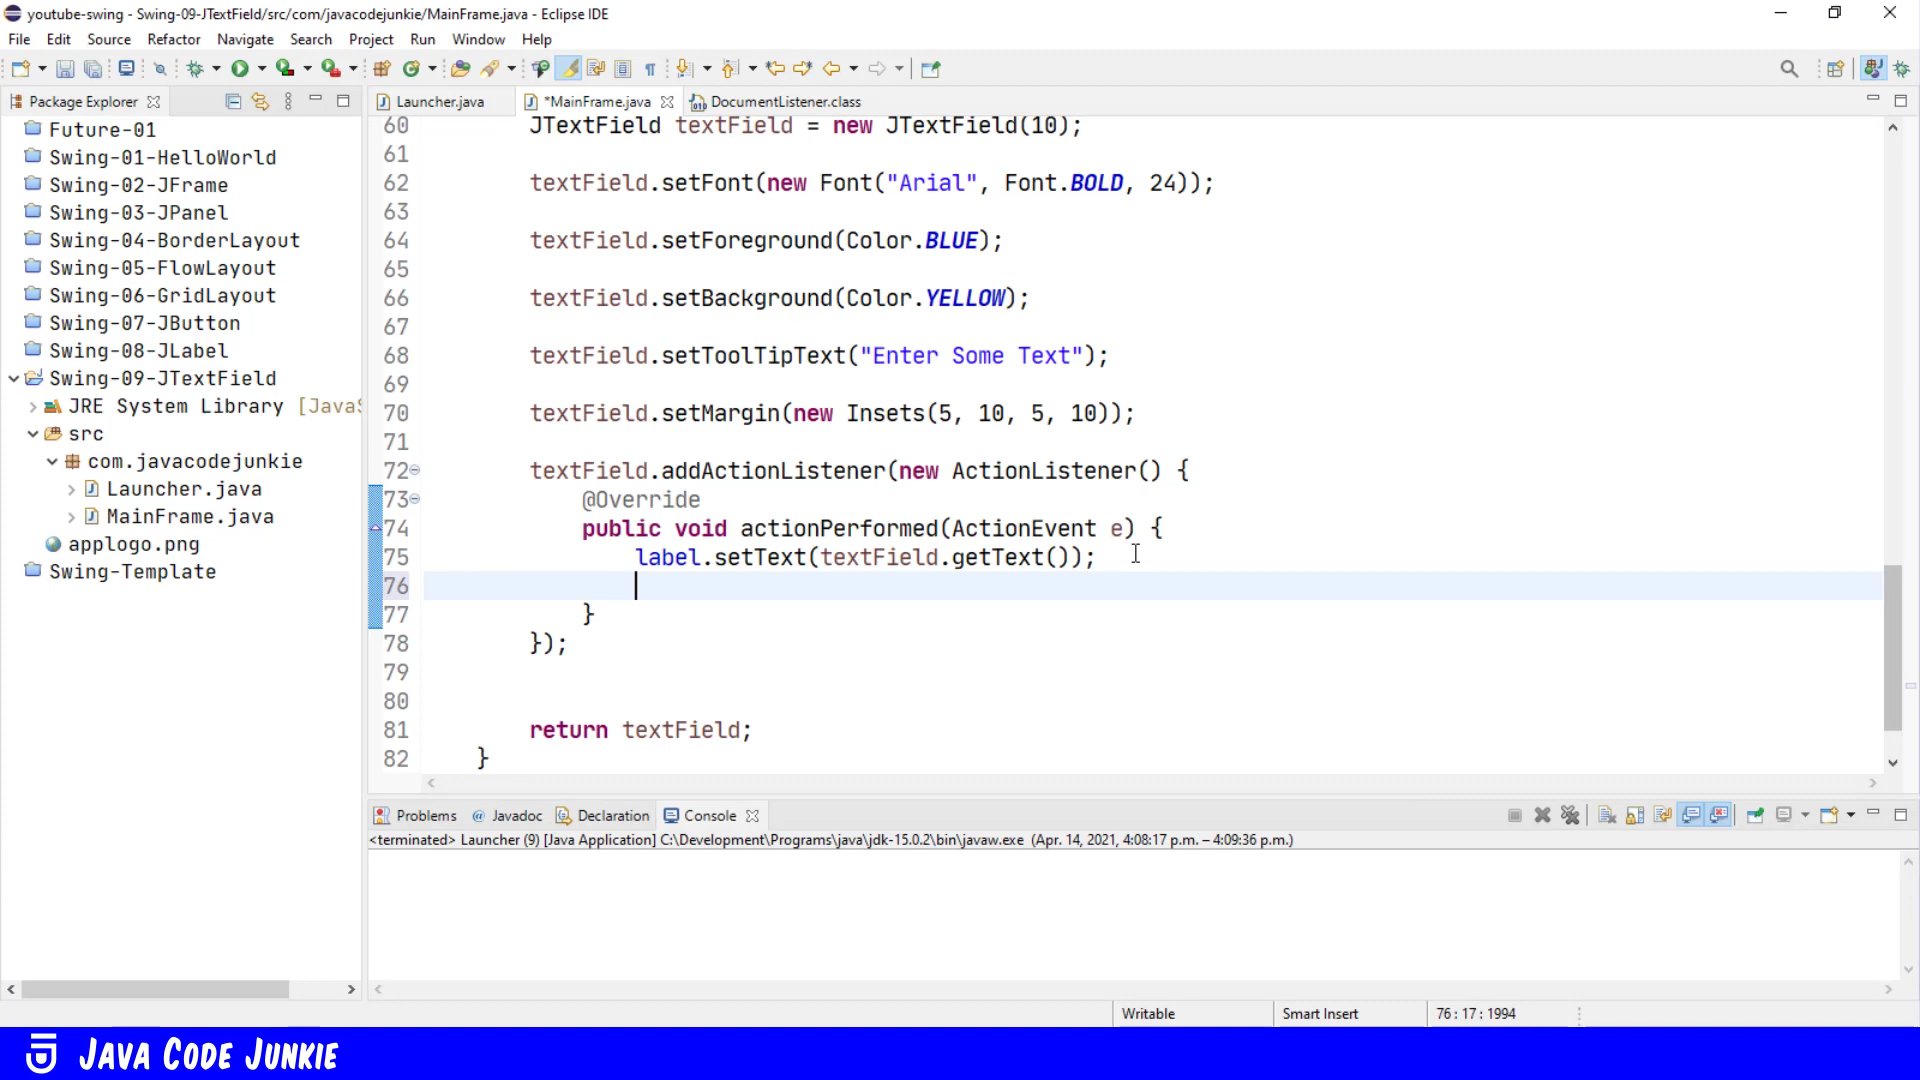 youtube-swing - Swing-09-JTextField/src/com/javacodejunkie/MainFrame.java - Eclipse IDE
File Edit Source Refactor Navigate Search Project Run Window Help
Package Explorer
Launcher.java *MainFrame.java DocumentListener.class
Future-01
Swing-01-HelloWorld
Swing-02-JFrame
Swing-03-JPanel
Swing-04-BorderLayout
Swing-05-FlowLayout
Swing-06-GridLayout
Swing-07-JButton
Swing-08-JLabel
Swing-09-JTextField
JRE System Library [JavaS
src
com.javacodejunkie
Launcher.java
MainFrame.java
applogo.png
Swing-Template
60 JTextField textField = new JTextField(10);
61
62 textField.setFont(new Font("Arial", Font.BOLD, 24));
63
64 textField.setForeground(Color.BLUE);
65
66 textField.setBackground(Color.YELLOW);
67
68 textField.setToolTipText("Enter Some Text");
69
70 textField.setMargin(new Insets(5, 10, 5, 10));
71
72 textField.addActionListener(new ActionListener() {
73 @Override
74 public void actionPerformed(ActionEvent e) {
75 label.setText(textField.getText());
76
77 }
78 });
79
80
81 return textField;
82 }
Problems Javadoc Declaration Console
<terminated> Launcher (9) [Java Application] C:\Development\Programs\java\jdk-15.0.2\bin\javaw.exe (Apr. 14, 2021, 4:08:17 p.m. – 4:09:36 p.m.)
Writable Smart Insert 76 : 17 : 1994
JAVA CODE JUNKIE